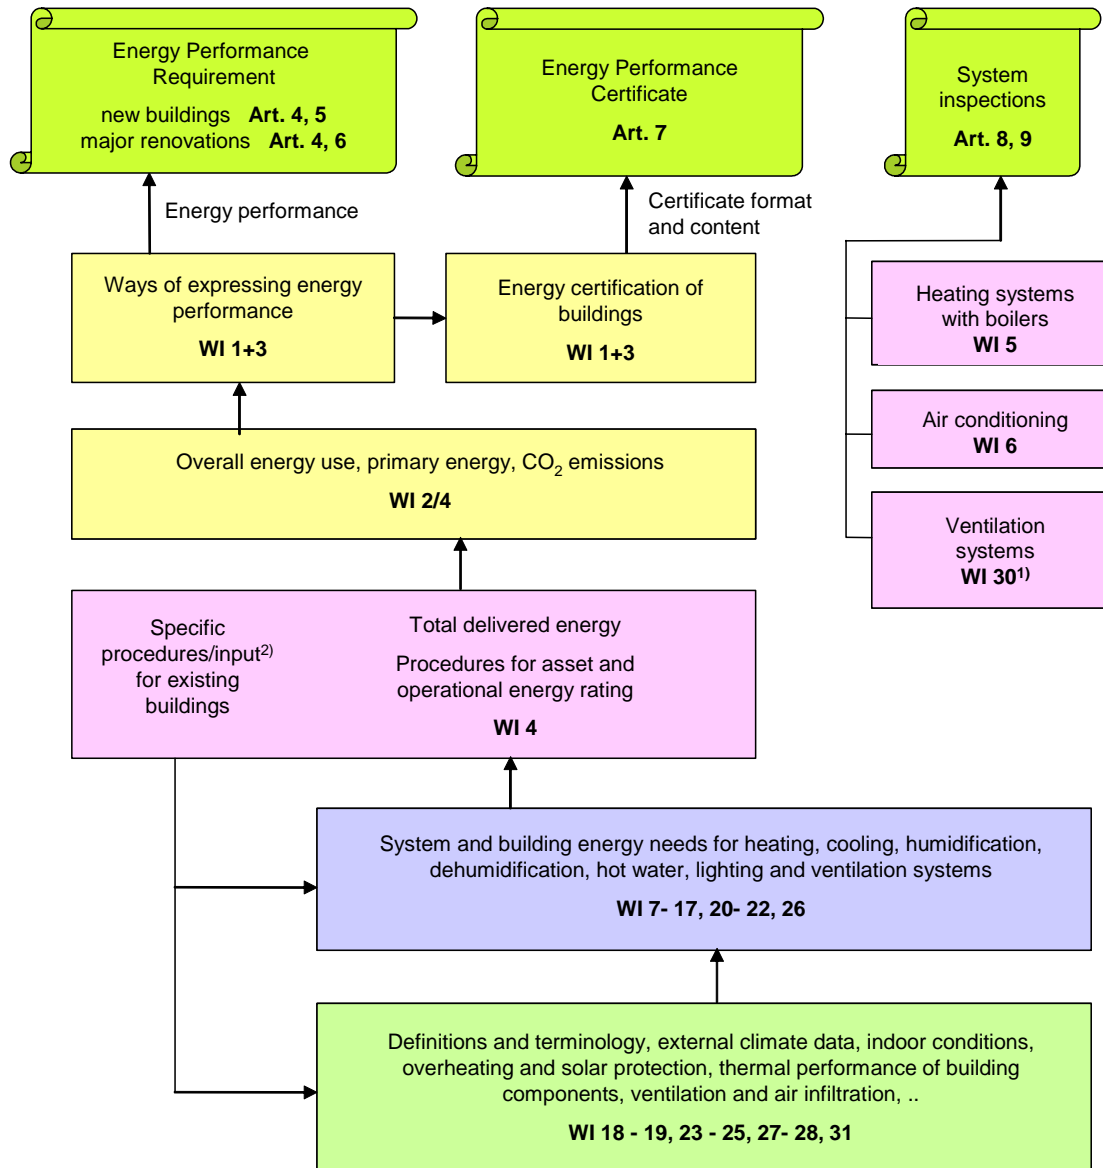 Energy Performance
Requirement
new buildings Art. 4, 5
major renovations Art. 4, 6
Energy Performance
Certificate
Art. 7
System
inspections
Art. 8, 9
Energy performance
Certificate format
and content
Ways of expressing energy
performance
WI 1+3
Energy certification of
buildings
WI 1+3
Heating systems
with boilers
WI 5
Air conditioning
WI 6
Ventilation
systems
WI 30¹⁾
Overall energy use, primary energy, CO₂ emissions
WI 2/4
Specific
procedures/input²⁾
for existing
buildings
Total delivered energy
Procedures for asset and
operational energy rating
WI 4
System and building energy needs for heating, cooling, humidification,
dehumidification, hot water, lighting and ventilation systems
WI 7- 17, 20- 22, 26
Definitions and terminology, external climate data, indoor conditions,
overheating and solar protection, thermal performance of building
components, ventilation and air infiltration, ..
WI 18 - 19, 23 - 25, 27- 28, 31